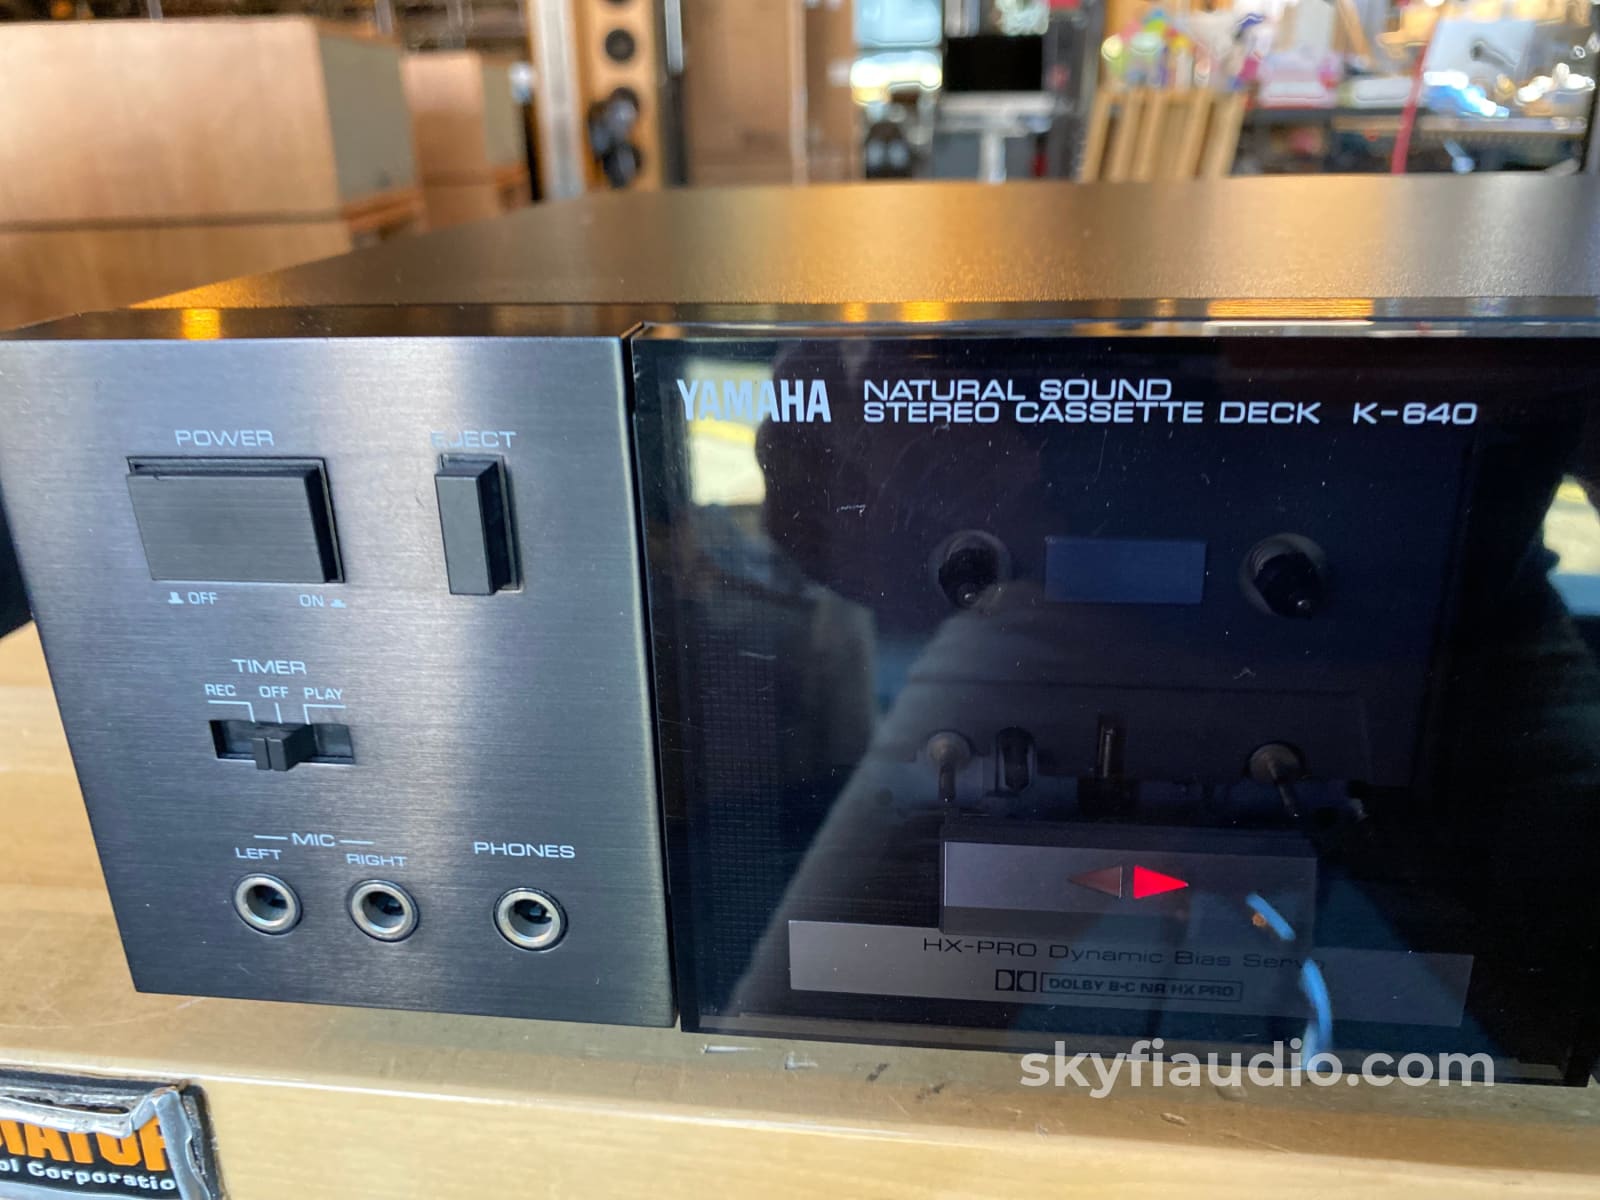 YAMAHA NATURAL SOUND
STEREO CASSETTE DECK K-640
POWER EJECT
OFF ON
TIMER
REC OFF PLAY
MIC
LEFT RIGHT PHONES
HX-PRO Dynamic Bias Servo
DOLBY B-C NR HX PRO
skyfiaudio.com